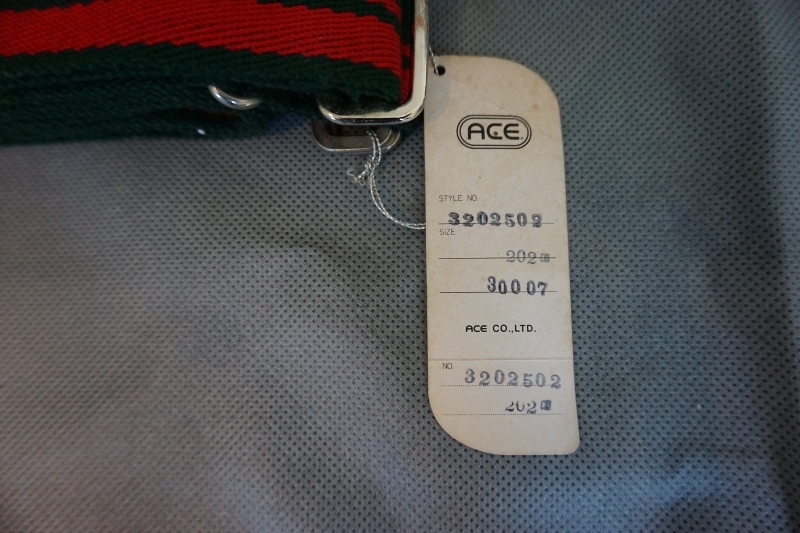 ACE
STYLE NO.
3202502
SIZE
202
30007
ACE CO.,LTD.
NO.
3202502
202